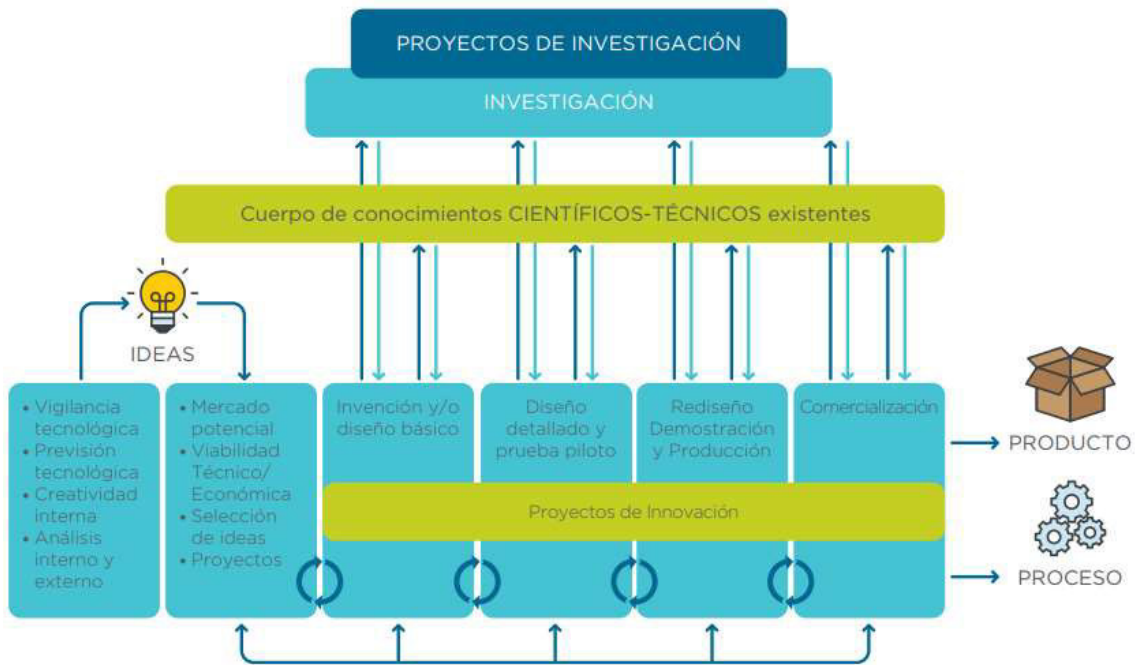 PROYECTOS DE INVESTIGACIÓN
INVESTIGACIÓN
Cuerpo de conocimientos CIENTÍFICOS-TÉCNICOS existentes
IDEAS
• Vigilancia
tecnológica
• Previsión
tecnológica
• Creatividad
interna
• Análisis
interno y
externo
• Mercado
potencial
• Viabilidad
Técnico/
Económica
• Selección
de ideas
• Proyectos
Invención y/o
diseño básico
Diseño
detallado y
prueba piloto
Rediseño
Demostración
y Producción
Comercialización
Proyectos de Innovación
PRODUCTO
PROCESO